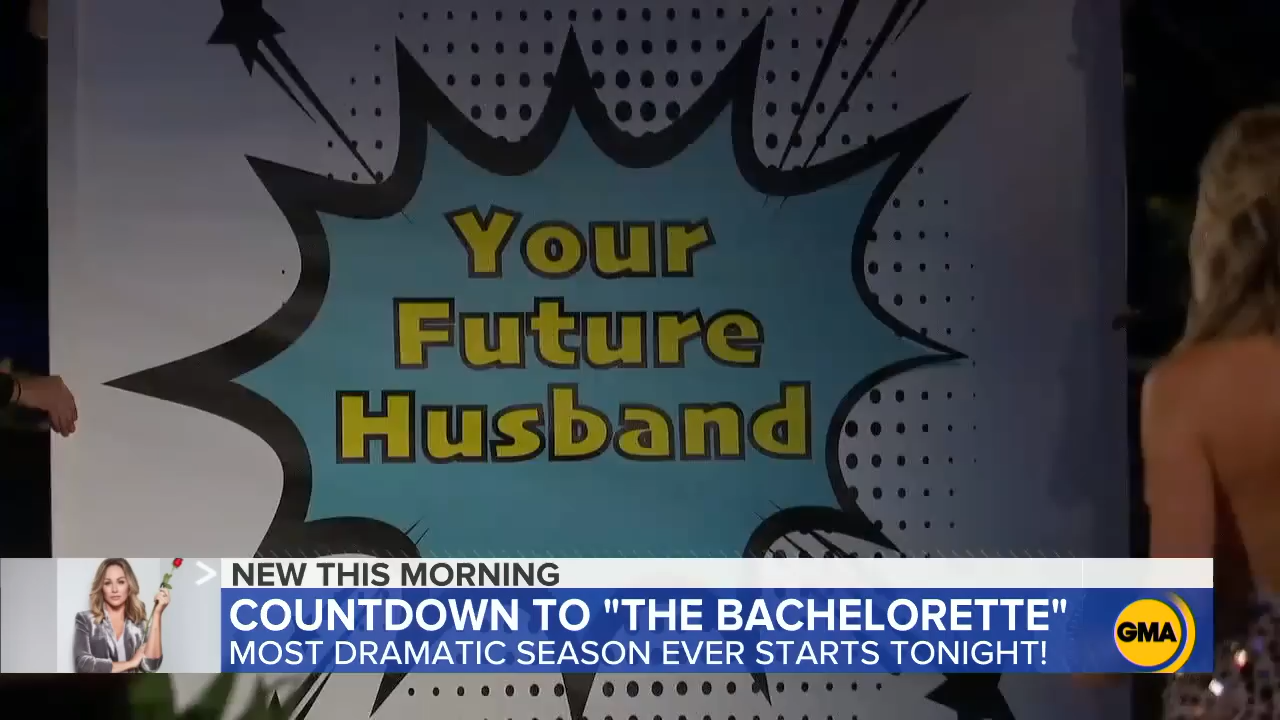 Your
Future
Husband
NEW THIS MORNING
COUNTDOWN TO "THE BACHELORETTE"
MOST DRAMATIC SEASON EVER STARTS TONIGHT!
GMA